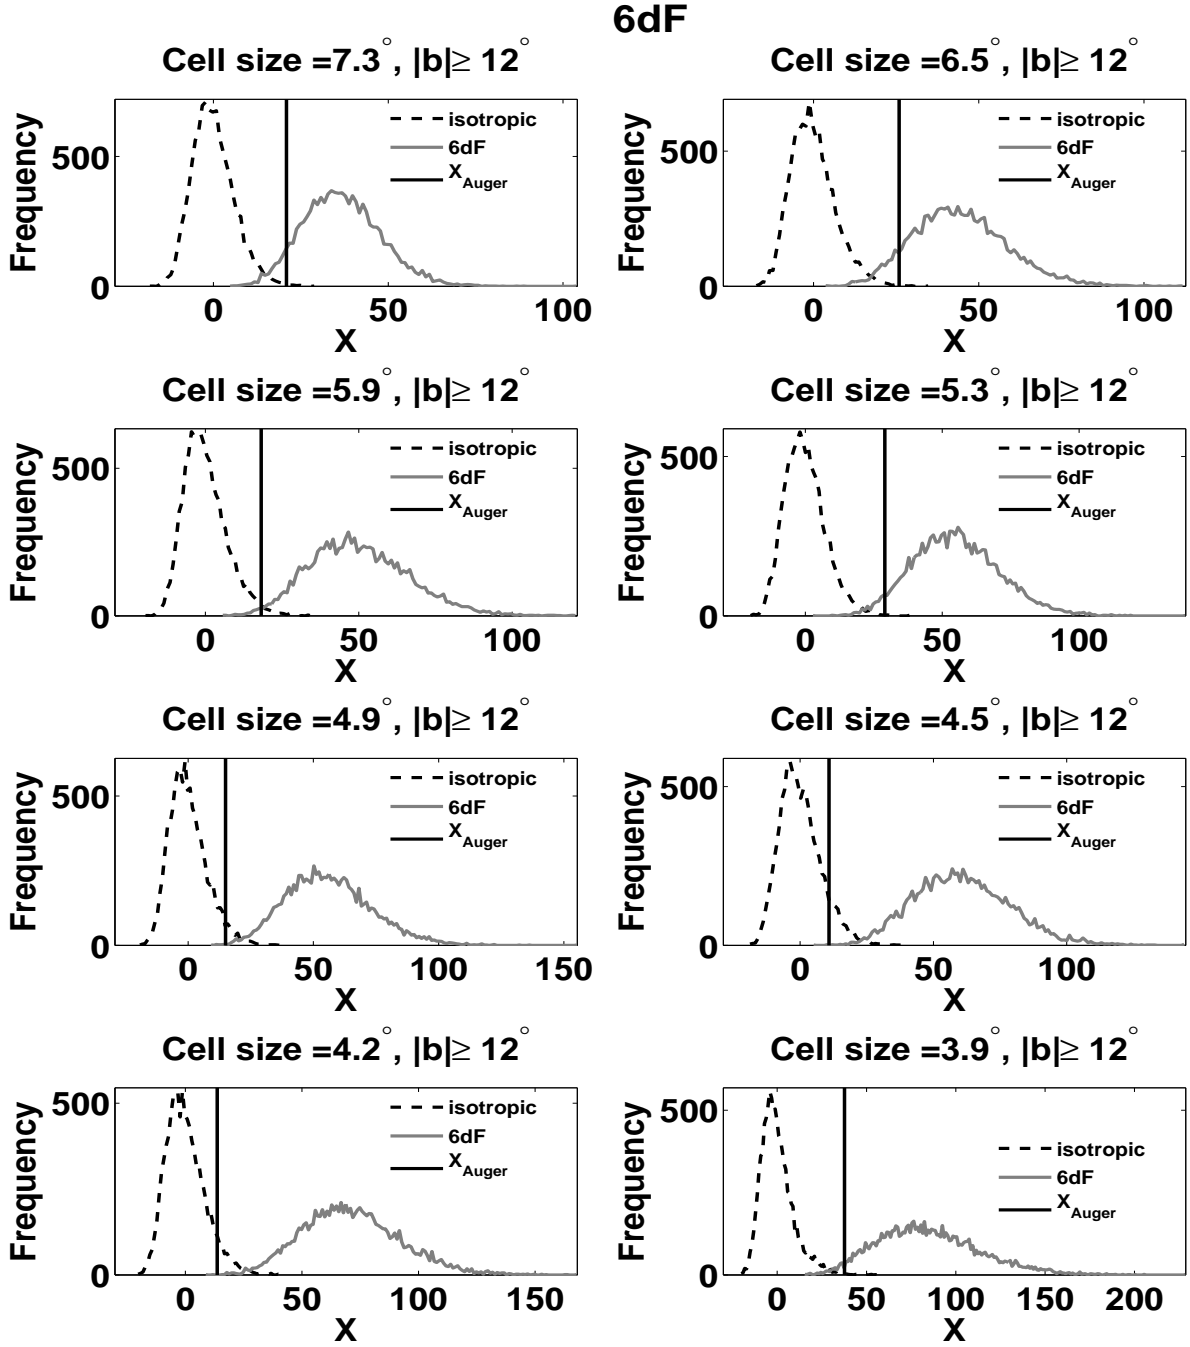 6dF
Cell size =7.3°, |b|≥ 12°
Frequency
500
0
0 50 100
X
isotropic
6dF
X_Auger
Cell size =6.5°, |b|≥ 12°
Frequency
500
0
0 50 100
X
isotropic
6dF
X_Auger
Cell size =5.9°, |b|≥ 12°
Frequency
500
0
0 50 100
X
isotropic
6dF
X_Auger
Cell size =5.3°, |b|≥ 12°
Frequency
500
0
0 50 100
X
isotropic
6dF
X_Auger
Cell size =4.9°, |b|≥ 12°
Frequency
500
0
0 50 100 150
X
isotropic
6dF
X_Auger
Cell size =4.5°, |b|≥ 12°
Frequency
500
0
0 50 100
X
isotropic
6dF
X_Auger
Cell size =4.2°, |b|≥ 12°
Frequency
500
0
0 50 100 150
X
isotropic
6dF
X_Auger
Cell size =3.9°, |b|≥ 12°
Frequency
500
0
0 50 100 150 200
X
isotropic
6dF
X_Auger